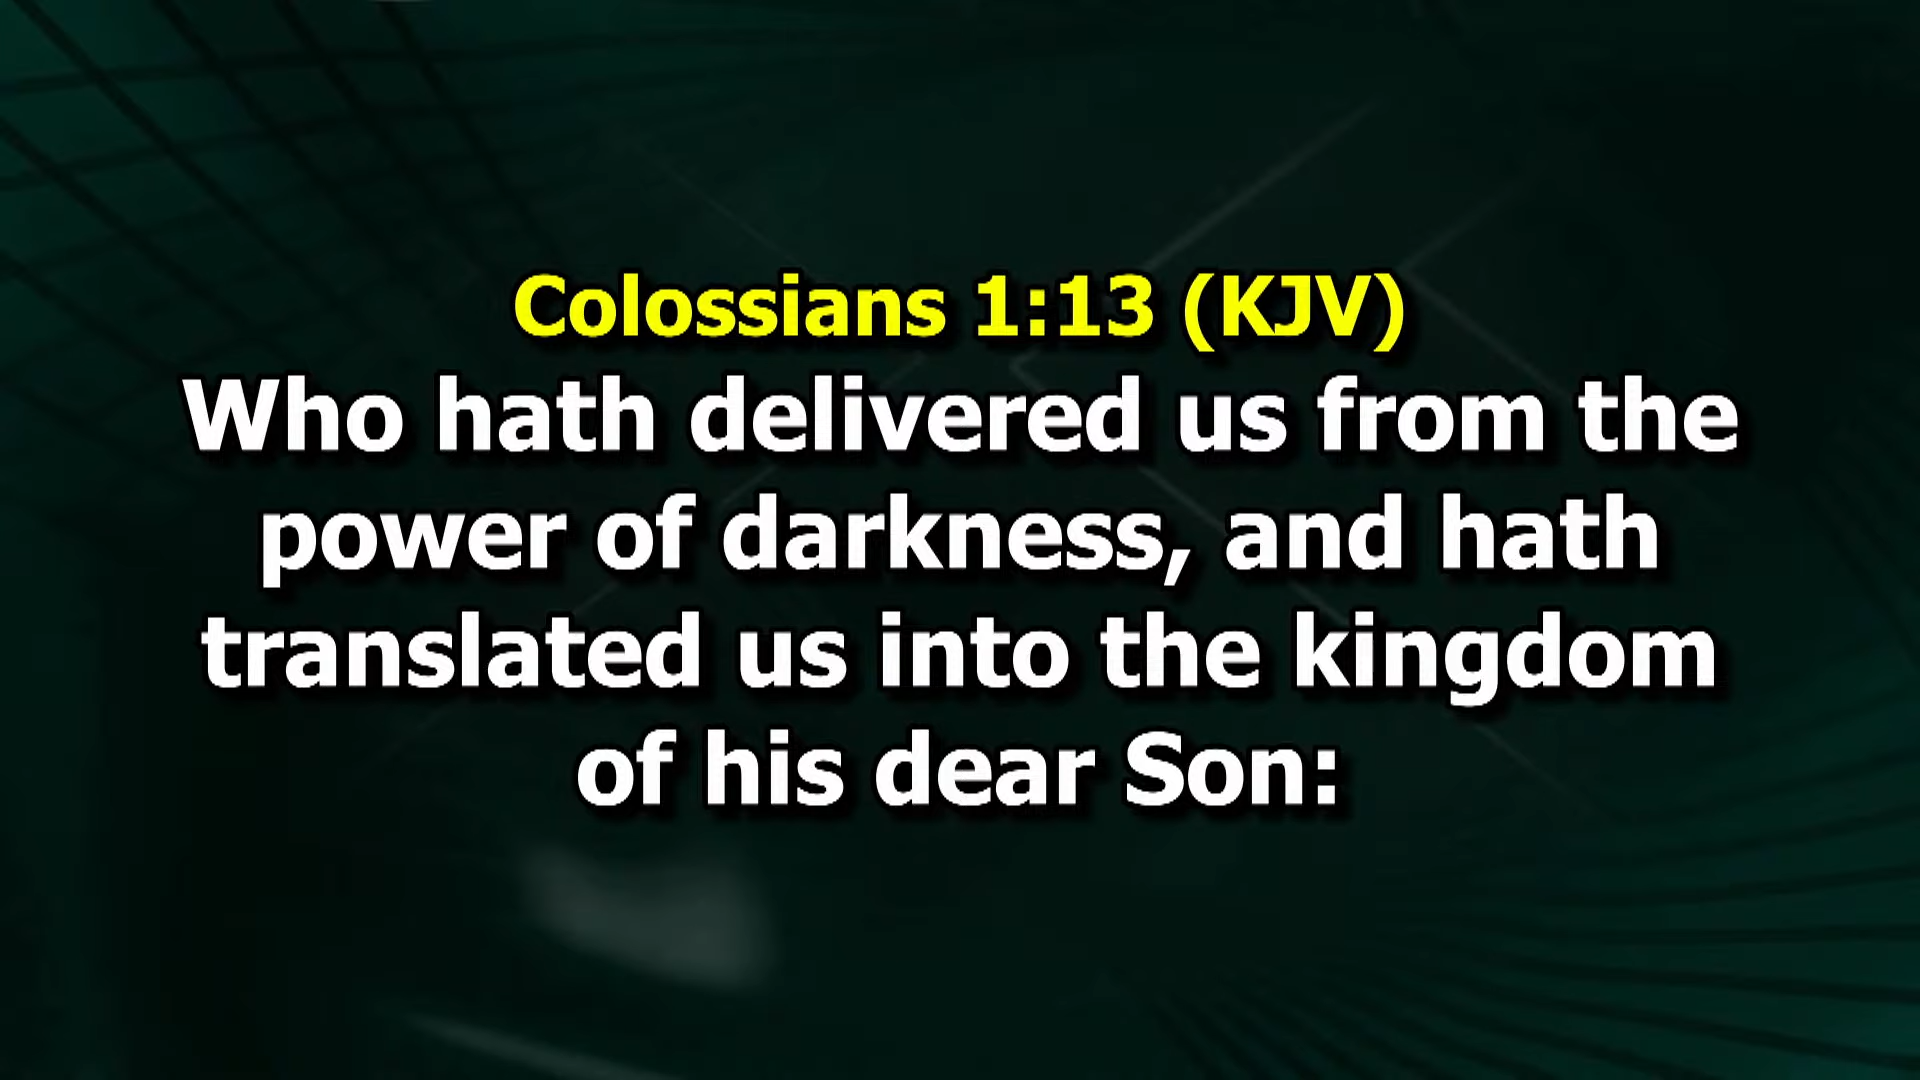 Colossians 1:13 (KJV)
Who hath delivered us from the
power of darkness, and hath
translated us into the kingdom
of his dear Son: